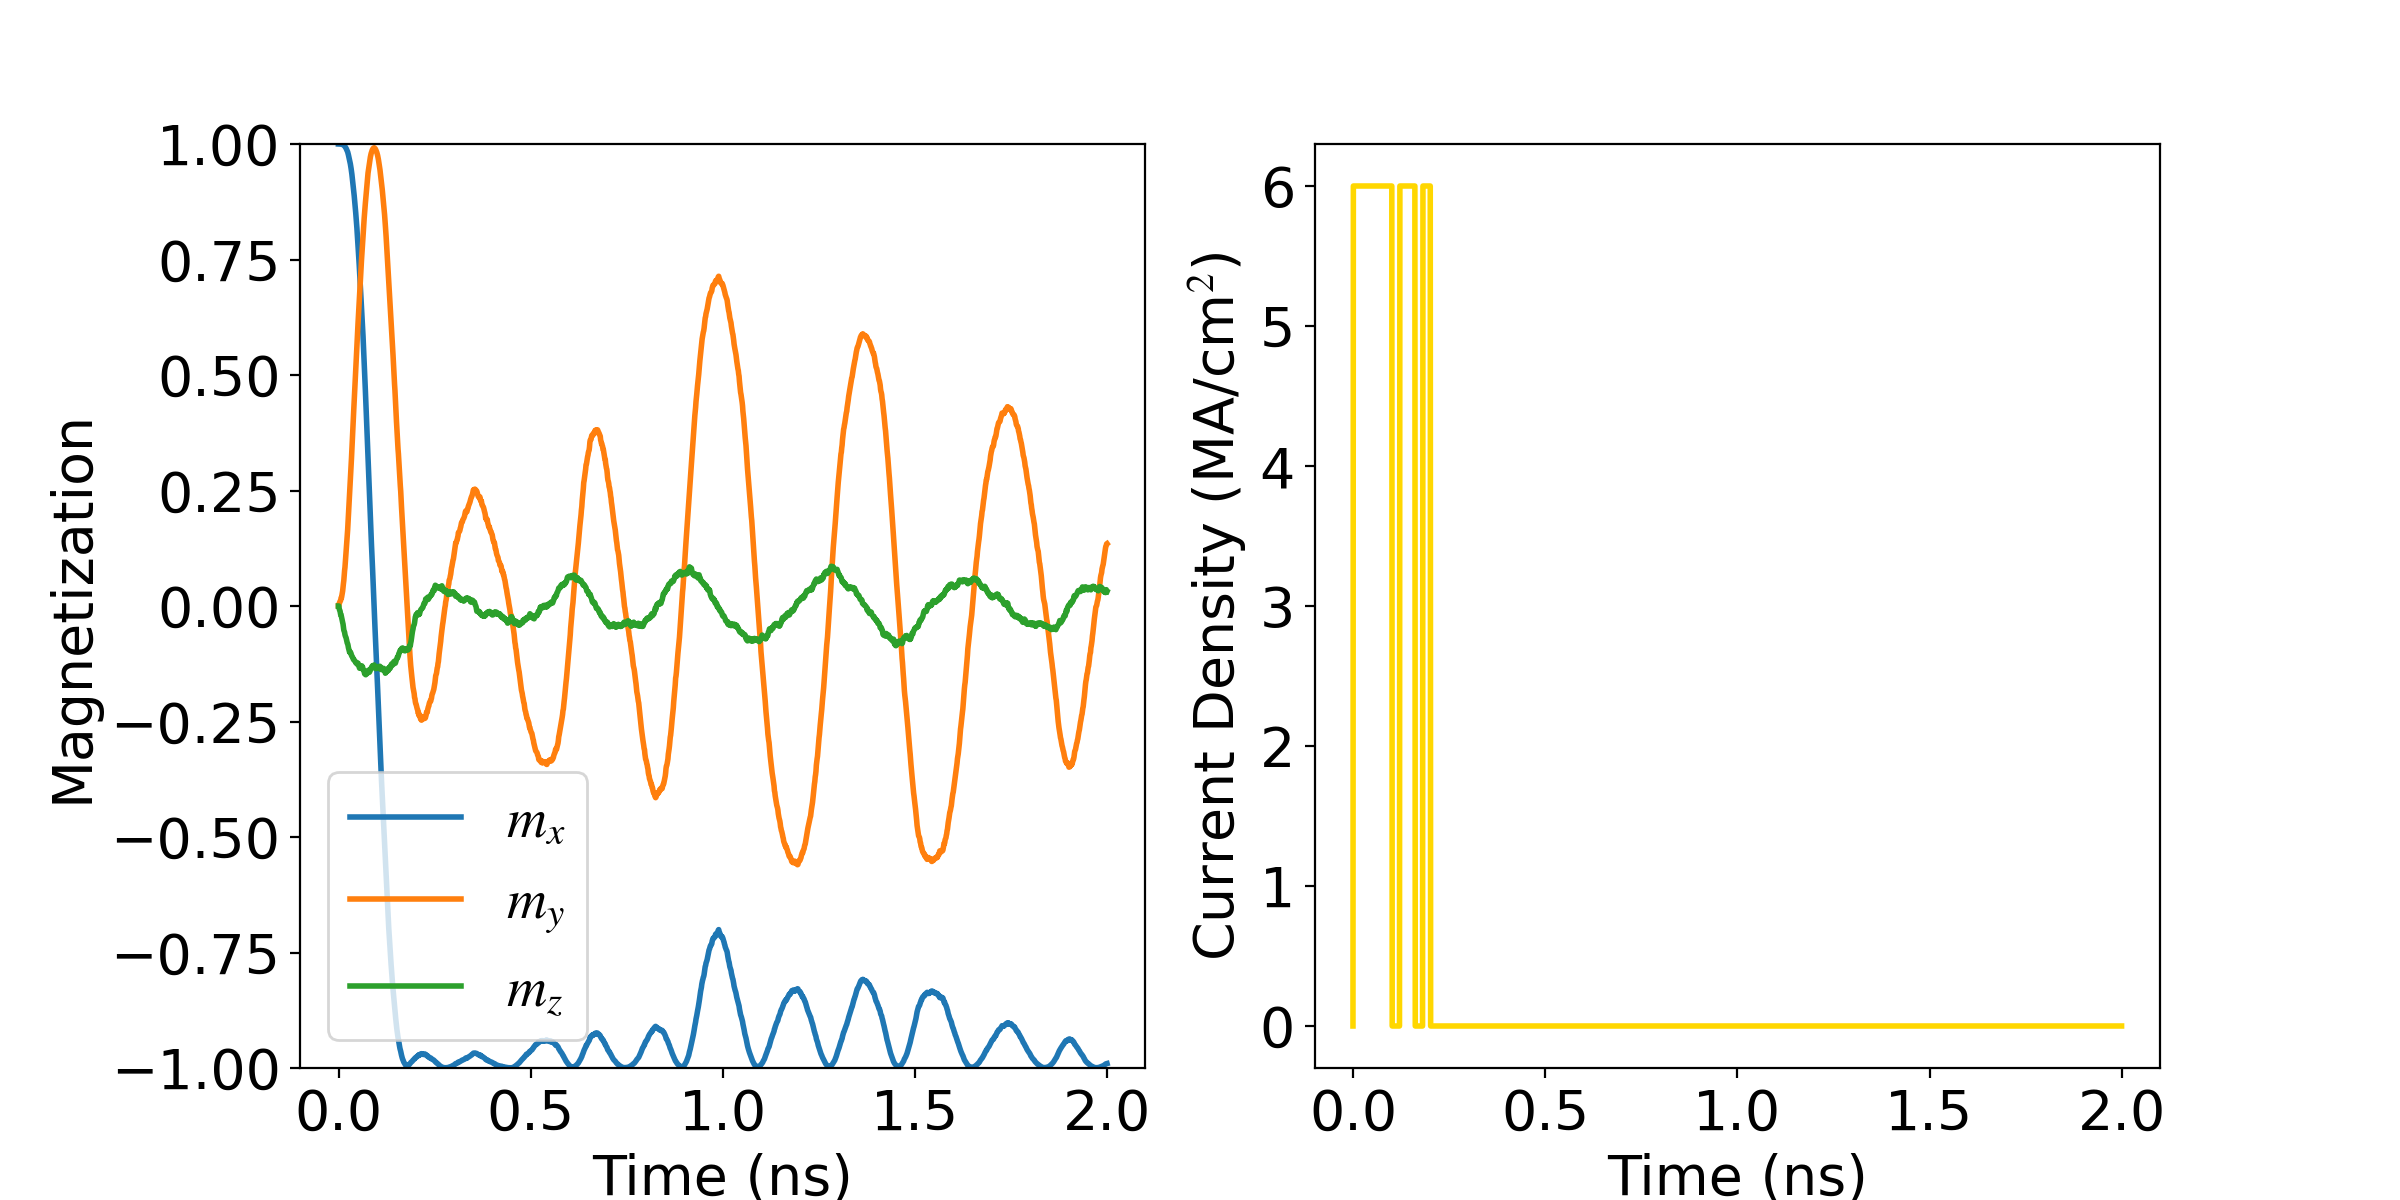 1.00
0.75
0.50
0.25
0.00
−0.25
−0.50
−0.75
−1.00
Magnetization
m_x
m_y
m_z
0.0 0.5 1.0 1.5 2.0
Time (ns)
6
5
4
3
2
1
0
Current Density (MA/cm²)
0.0 0.5 1.0 1.5 2.0
Time (ns)